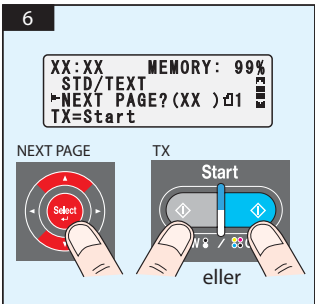 6
XX:XX MEMORY: 99%
STD/TEXT
NEXT PAGE?(XX )1
TX=Start
NEXT PAGE
TX
Start
Select
/
eller